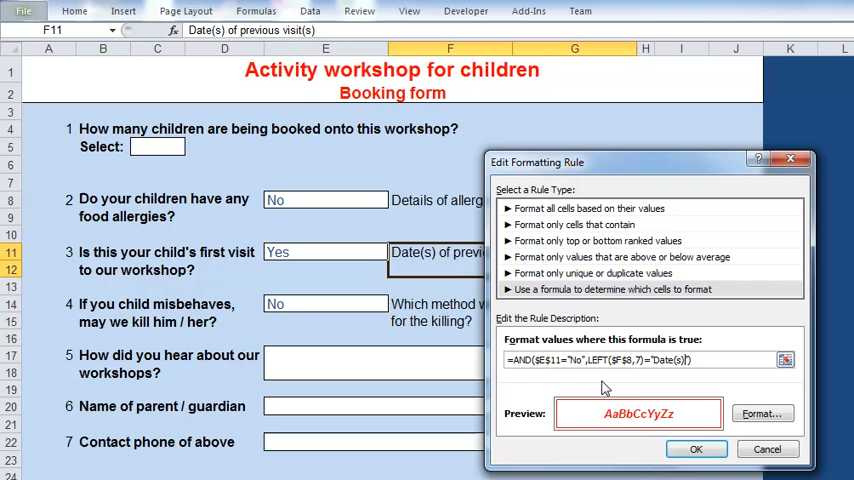 File Home Insert Page Layout Formulas Data Review View Developer Add-Ins Team
F11 fx Date(s) of previous visit(s)
A B C D E F G H I J K L
1 Activity workshop for children
2 Booking form
3
4 1 How many children are being booked onto this workshop?
5 Select:
6
7
8 2 Do your children have any No Details of allerg
9 food allergies?
10
11 3 Is this your child's first visit Yes Date(s) of previo
12 to our workshop?
13
14 4 If you child misbehaves, No Which method w
15 may we kill him / her? for the killing?
16
17 5 How did you hear about our
18 workshops?
19
20 6 Name of parent / guardian
21
22 7 Contact phone of above
23
24
Edit Formatting Rule
Select a Rule Type:
► Format all cells based on their values
► Format only cells that contain
► Format only top or bottom ranked values
► Format only values that are above or below average
► Format only unique or duplicate values
► Use a formula to determine which cells to format
Edit the Rule Description:
Format values where this formula is true:
=AND($E$11="No",LEFT($F$8,7)="Date(s)")
Preview: AaBbCcYyZz Format...
OK Cancel